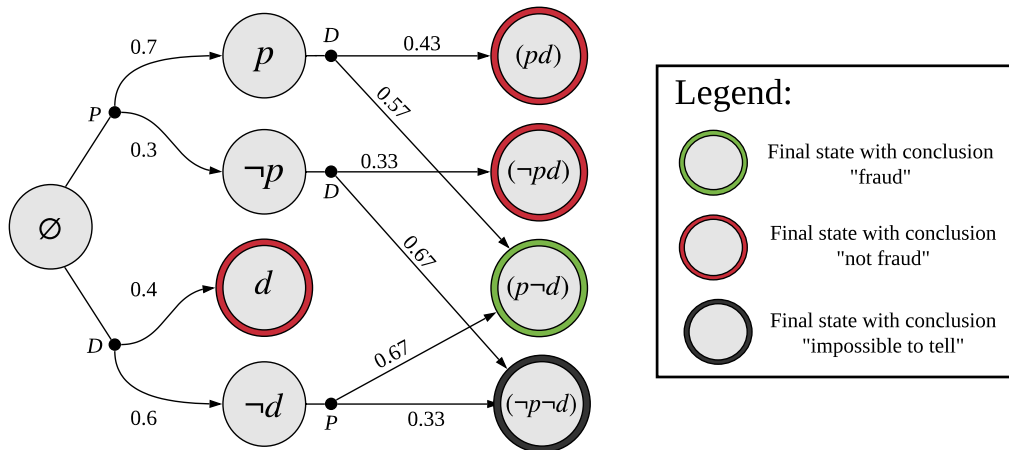 ∅
P
D
0.7
0.3
0.4
0.6
p
¬p
d
¬d
D
D
P
0.43
0.57
0.33
0.67
0.67
0.33
(pd)
(¬pd)
(p¬d)
(¬p¬d)
Legend:
Final state with conclusion
"fraud"
Final state with conclusion
"not fraud"
Final state with conclusion
"impossible to tell"